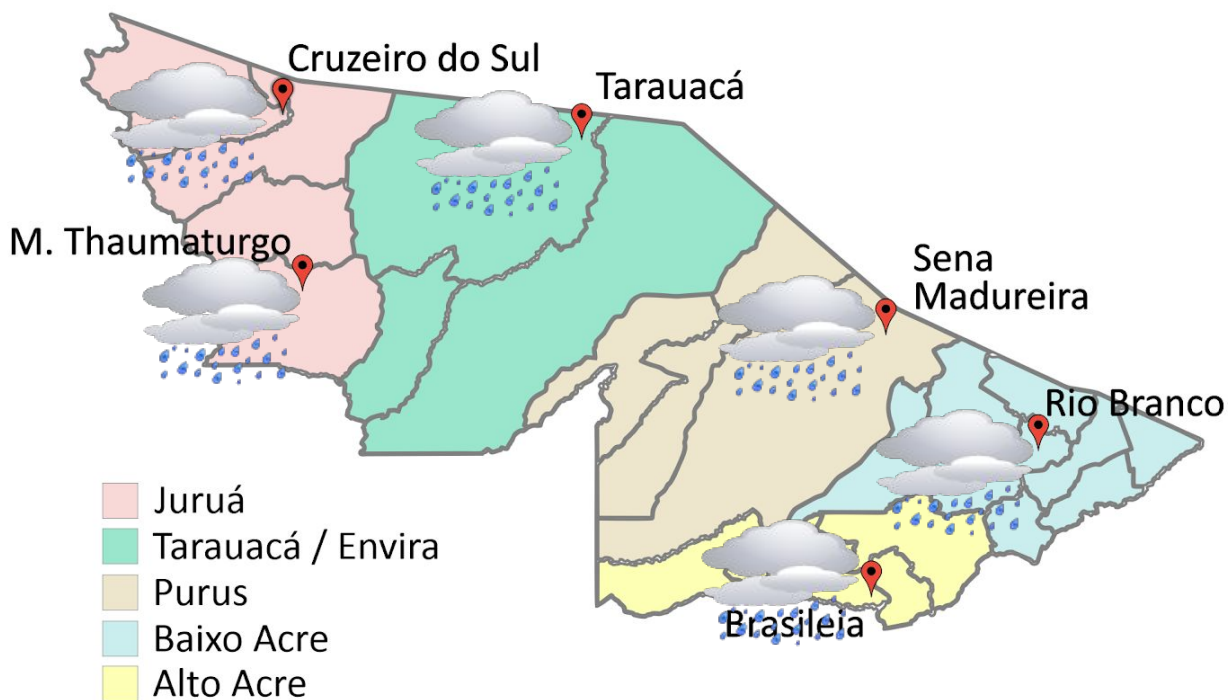 Cruzeiro do Sul
Tarauacá
M. Thaumaturgo
Sena
Madureira
Rio Branco
Brasileia
Juruá
Tarauacá / Envira
Purus
Baixo Acre
Alto Acre